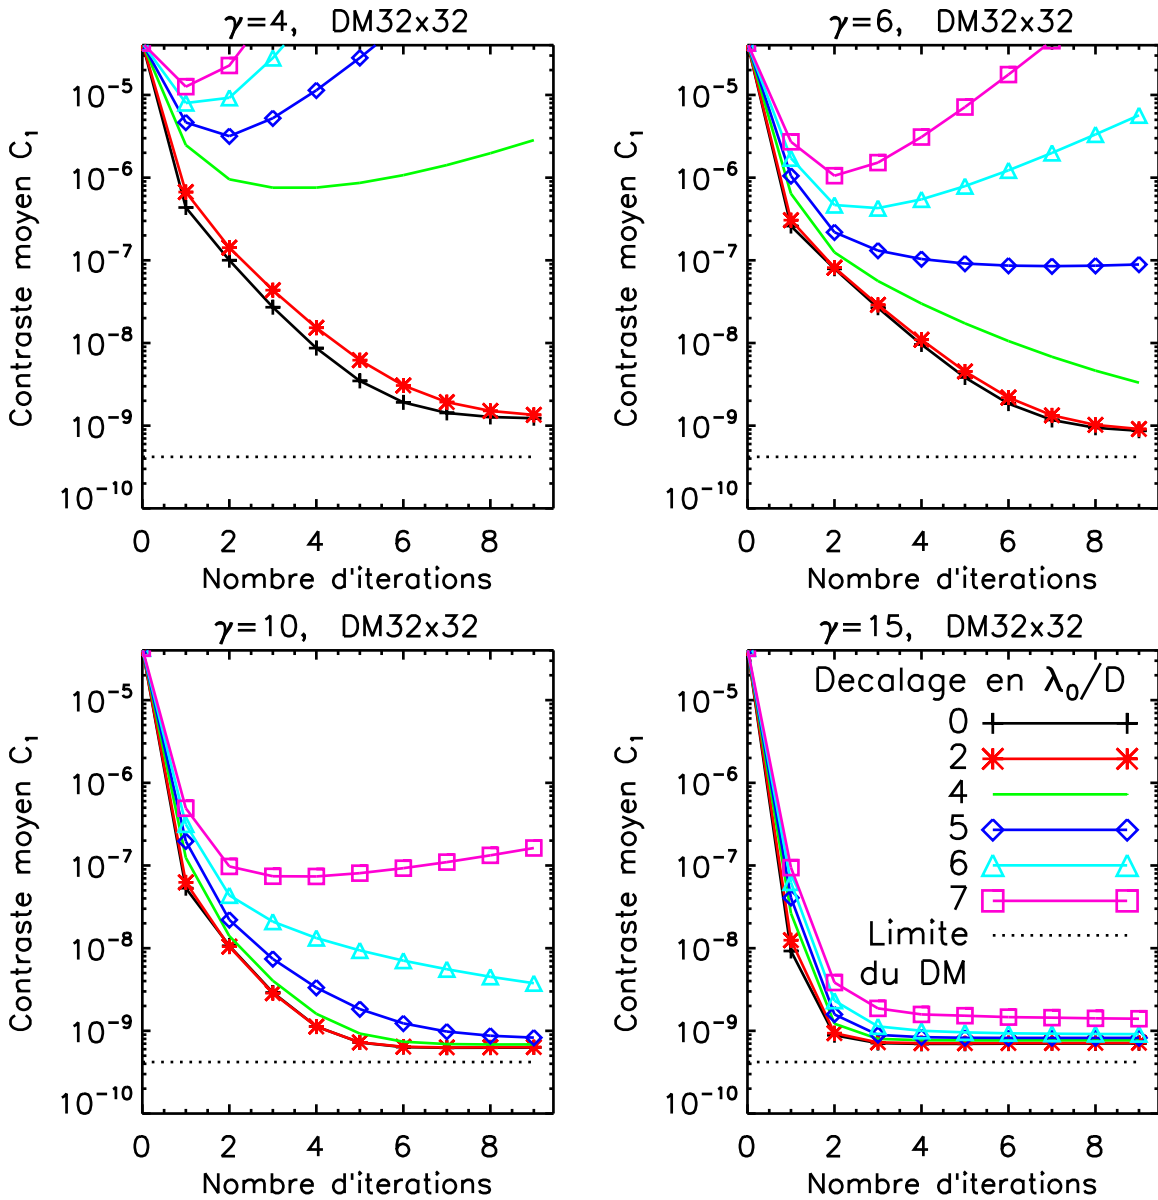 γ=4, DM32x32
Contraste moyen C₁
10⁻⁵
10⁻⁶
10⁻⁷
10⁻⁸
10⁻⁹
10⁻¹⁰
0 2 4 6 8
Nombre d'iterations
γ=6, DM32x32
Contraste moyen C₁
10⁻⁵
10⁻⁶
10⁻⁷
10⁻⁸
10⁻⁹
10⁻¹⁰
0 2 4 6 8
Nombre d'iterations
γ=10, DM32x32
Contraste moyen C₁
10⁻⁵
10⁻⁶
10⁻⁷
10⁻⁸
10⁻⁹
10⁻¹⁰
0 2 4 6 8
Nombre d'iterations
γ=15, DM32x32
Contraste moyen C₁
10⁻⁵
10⁻⁶
10⁻⁷
10⁻⁸
10⁻⁹
10⁻¹⁰
0 2 4 6 8
Nombre d'iterations
Decalage en λ₀/D
0
2
4
5
6
7
Limite
du DM